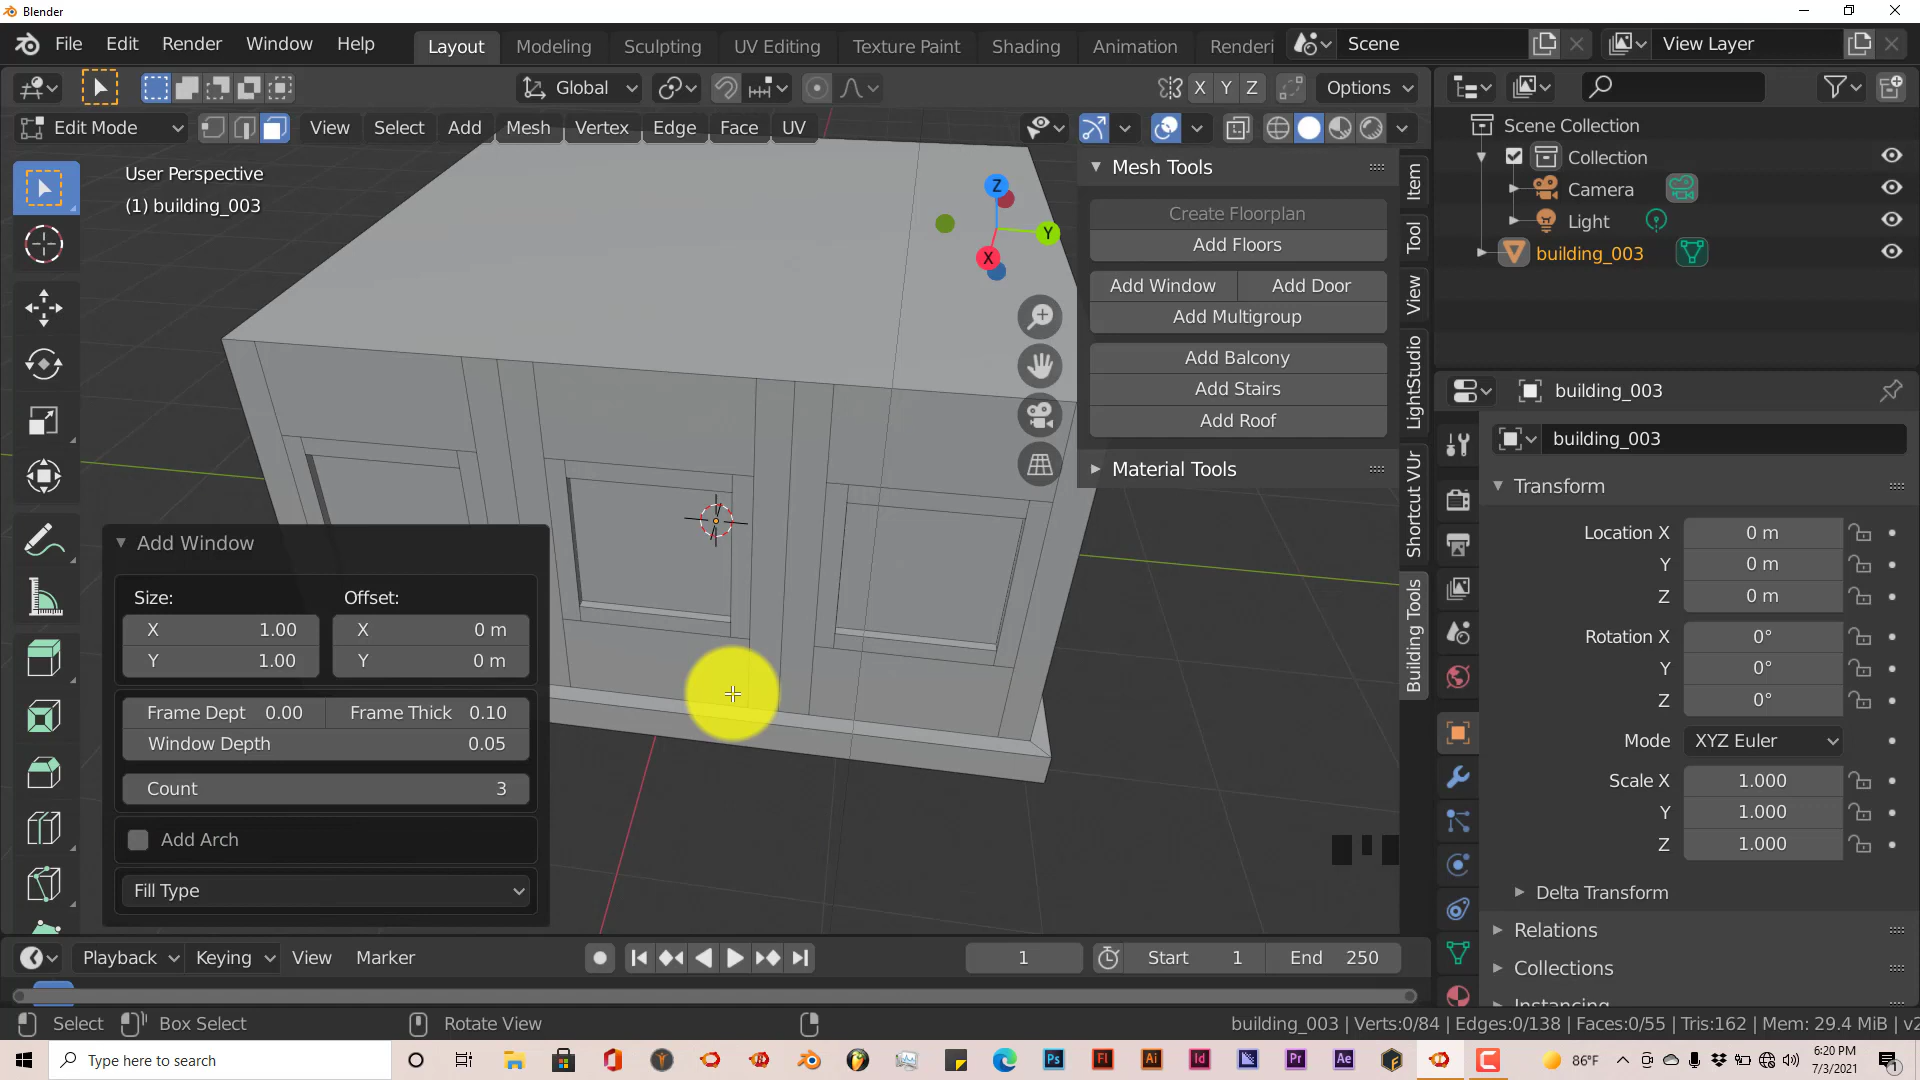 Blender
File Edit Render Window Help Layout Modeling Sculpting UV Editing Texture Paint Shading Animation Renderi Scene View Layer
Global X Y Z Options
Edit Mode View Select Add Mesh Vertex Edge Face UV
User Perspective
(1) building_003
Z
Y
X
Mesh Tools
Create Floorplan
Add Floors
Add Window Add Door
Add Multigroup
Add Balcony
Add Stairs
Add Roof
Material Tools
Item
Tool
View
LightStudio
Shortcut VUr
Building Tools
Scene Collection
Collection
Camera
Light
building_003
building_003
building_003
Transform
Location X 0 m
Y 0 m
Z 0 m
Rotation X 0°
Y 0°
Z 0°
Mode XYZ Euler
Scale X 1.000
Y 1.000
Z 1.000
Delta Transform
Relations
Collections
Instancing
Add Window
Size: Offset:
X 1.00 X 0 m
Y 1.00 Y 0 m
Frame Dept 0.00 Frame Thick 0.10
Window Depth 0.05
Count 3
Add Arch
Fill Type
Playback Keying View Marker 1 Start 1 End 250
Select Box Select Rotate View building_003 | Verts:0/84 | Edges:0/138 | Faces:0/55 | Tris:162 | Mem: 29.4 MiB | v2
Type here to search Ps Fl Ai Id Pr Ae 86°F 6:20 PM
7/3/2021